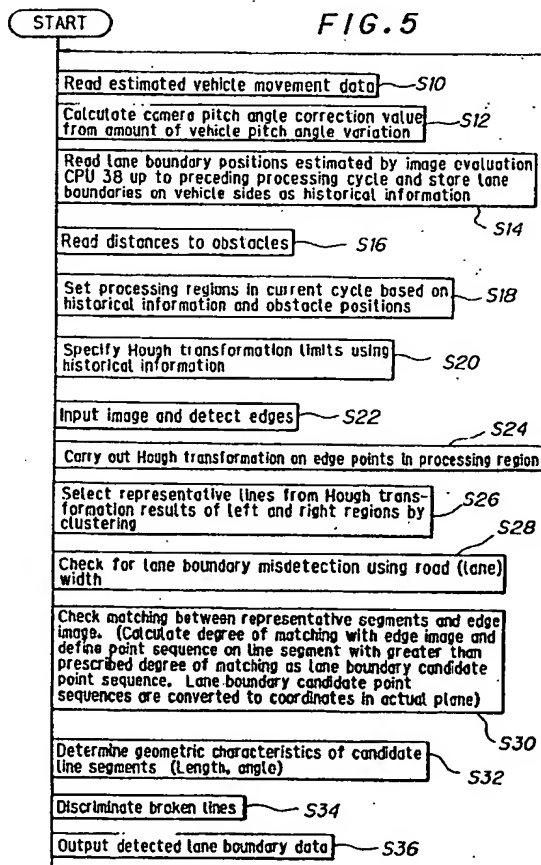 START
FIG.5
Read estimated vehicle movement data
S10
Calculate camera pitch angle correction value
from amount of vehicle pitch angle variation
S12
Read lane boundary positions estimated by image evaluation
CPU 38 up to preceding processing cycle and store lane
boundaries on vehicle sides as historical information
S14
Read distances to obstacles
S16
Set processing regions in current cycle based on
historical information and obstacle positions
S18
Specify Hough transformation limits using
historical information
S20
Input image and detect edges
S22
S24
Carry out Hough transformation on edge points in processing region
Select representative lines from Hough trans-
formation results of left and right regions by
clustering
S26
S28
Check for lane boundary misdetection using road (lane)
width
Check matching between representative segments and edge
image. (Calculate degree of matching with edge image and
define point sequence on line segment with greater than
prescribed degree of matching as lane boundary candidate
point sequence. Lane boundary candidate point
sequences are converted to coordinates in actual plane)
S30
Determine geometric characteristics of candidate
line segments (Length, angle)
S32
Discriminate broken lines
S34
Output detected lane boundary data
S36